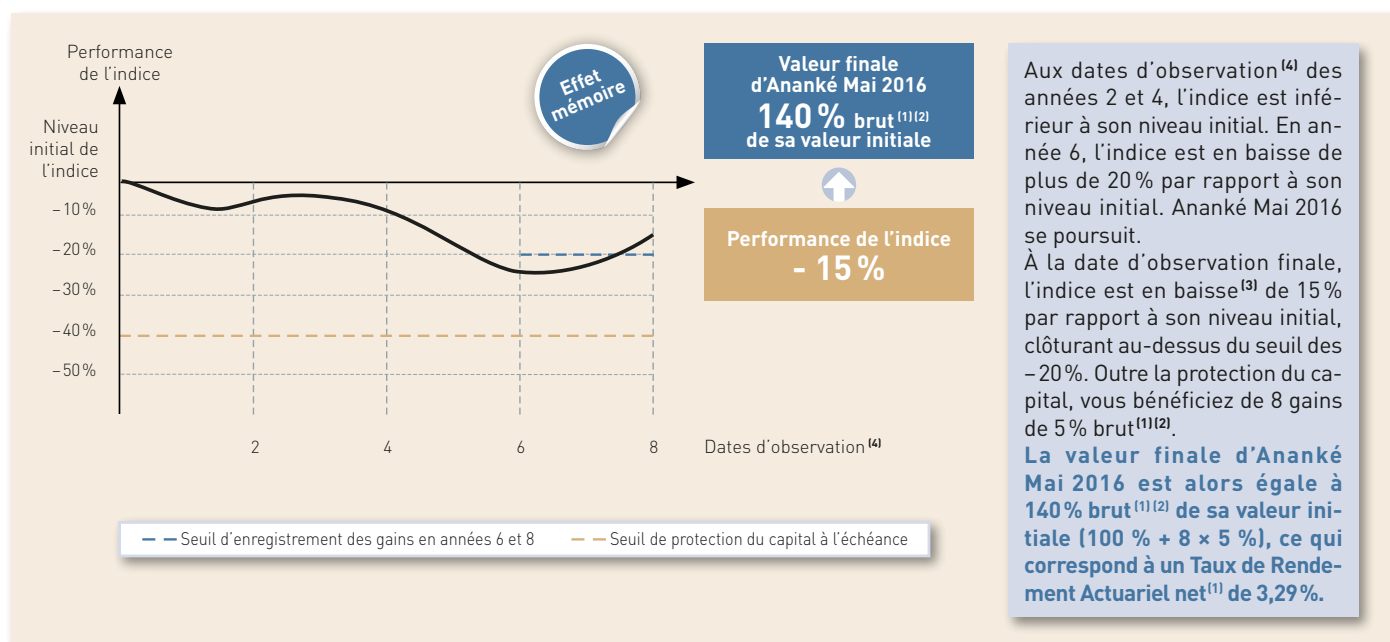 Performance
de l'indice
Niveau
initial de
l'indice
–10%
–20%
–30%
–40%
–50%
2
4
6
8
Dates d'observation(4)
Effet
mémoire
Valeur finale
d'Ananké Mai 2016
140% brut(1)(2)
de sa valeur initiale
Performance de l'indice
- 15%
Seuil d'enregistrement des gains en années 6 et 8
Seuil de protection du capital à l'échéance
Aux dates d'observation(4) des
années 2 et 4, l'indice est infé-
rieur à son niveau initial. En an-
née 6, l'indice est en baisse de
plus de 20% par rapport à son
niveau initial. Ananké Mai 2016
se poursuit.
À la date d'observation finale,
l'indice est en baisse(3) de 15%
par rapport à son niveau initial,
clôturant au-dessus du seuil des
–20%. Outre la protection du ca-
pital, vous bénéficiez de 8 gains
de 5% brut(1)(2).
La valeur finale d'Ananké
Mai 2016 est alors égale à
140% brut(1)(2) de sa valeur ini-
tiale (100 % + 8 × 5 %), ce qui
correspond à un Taux de Rende-
ment Actuariel net(1) de 3,29%.